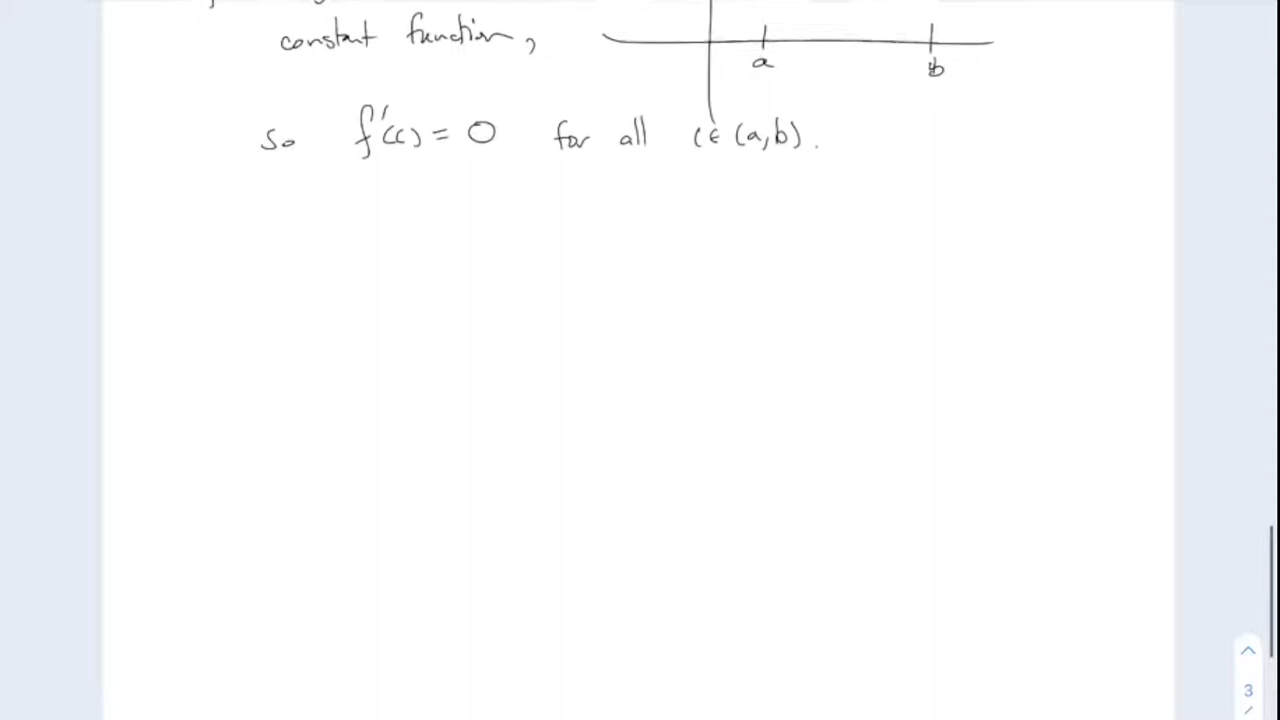 constant function,
a b
so f'(c) = 0 for all c ∈ (a,b).
3